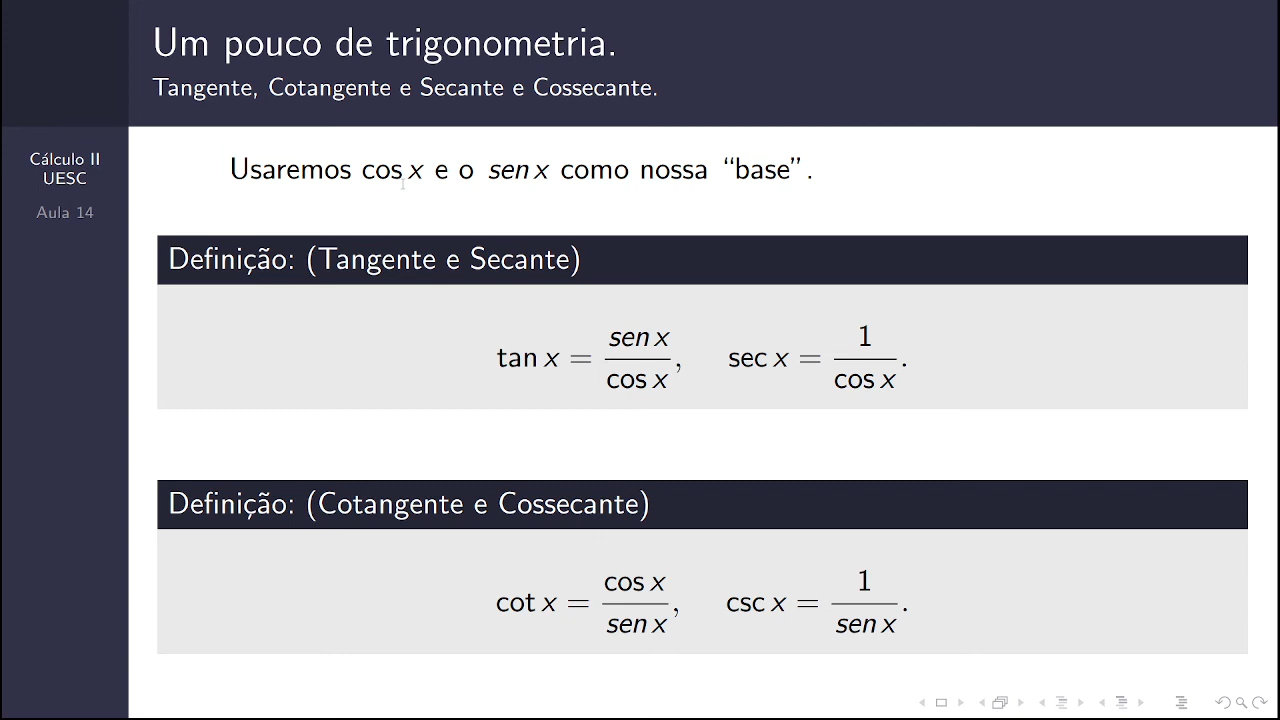 Um pouco de trigonometria.
Tangente, Cotangente e Secante e Cossecante.
Cálculo II
UESC
Aula 14
Usaremos cos x e o sen x como nossa “base”.
Definição: (Tangente e Secante)
tan x = sen x / cos x, sec x = 1 / cos x.
Definição: (Cotangente e Cossecante)
cot x = cos x / sen x, csc x = 1 / sen x.